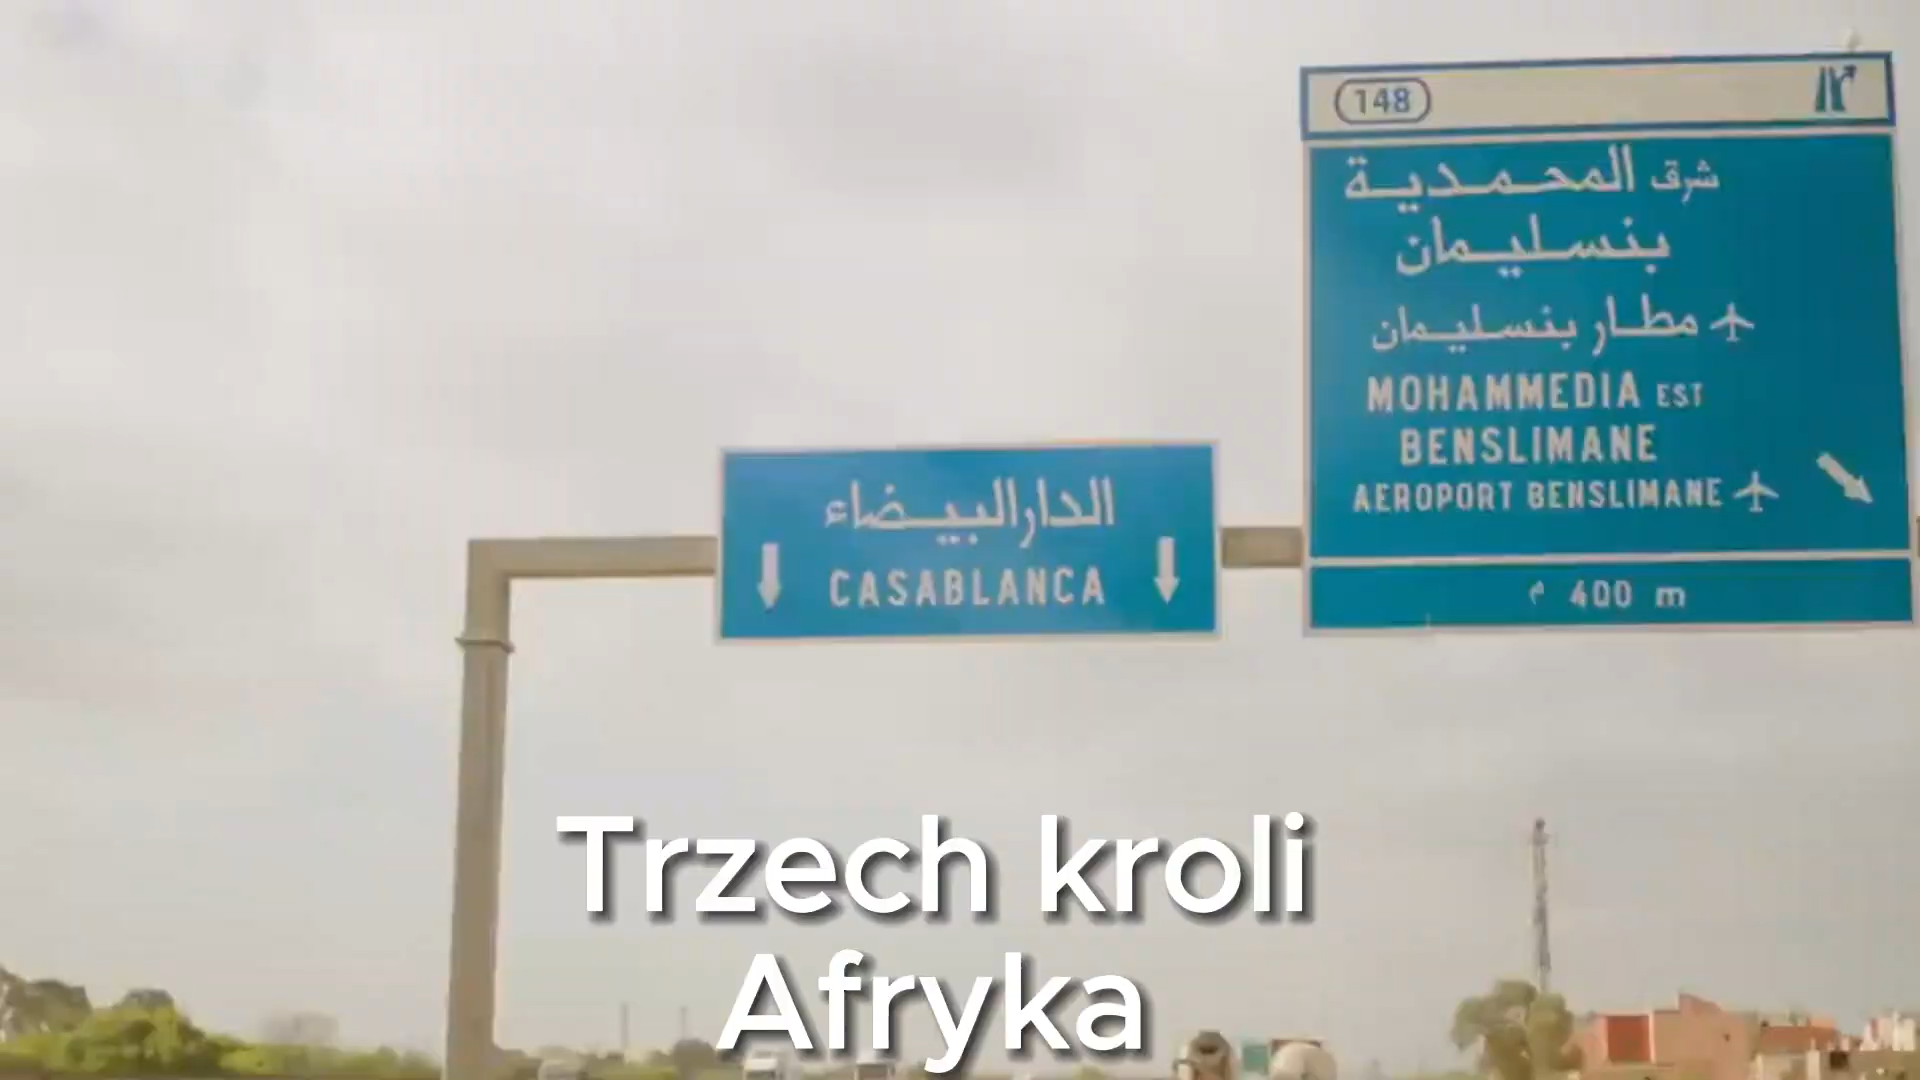 148
شرق المحمدية
بنسليمان
مطار بنسليمان
MOHAMMEDIA EST
BENSLIMANE
AEROPORT BENSLIMANE
م 400 m
الدارالبيضاء
CASABLANCA
Trzech kroli
Afryka